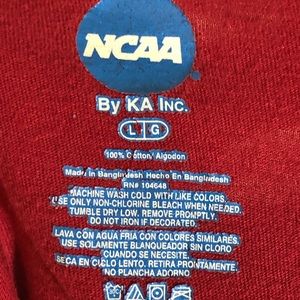 NCAA
By KA INC.
L G
100% Cotton/ Algodon
Made In Bangladesh Hecho En Bangladesh
RN# 104648
MACHINE WASH COLD WITH LIKE COLORS.
USE ONLY NON-CHLORINE BLEACH WHEN NEEDED.
TUMBLE DRY LOW. REMOVE PROMPTLY.
DO NOT IRON IF DECORATED.
LAVA CON AGUA FRIA CON COLORES SIMILARES.
USE SOLAMENTE BLANQUEADOR SIN CLORO
CUANDO SE NECESITE.
SECA EN CICLO LENTO. RETIRA PRONTAMENTE.
NO PLANCHA ADORNO